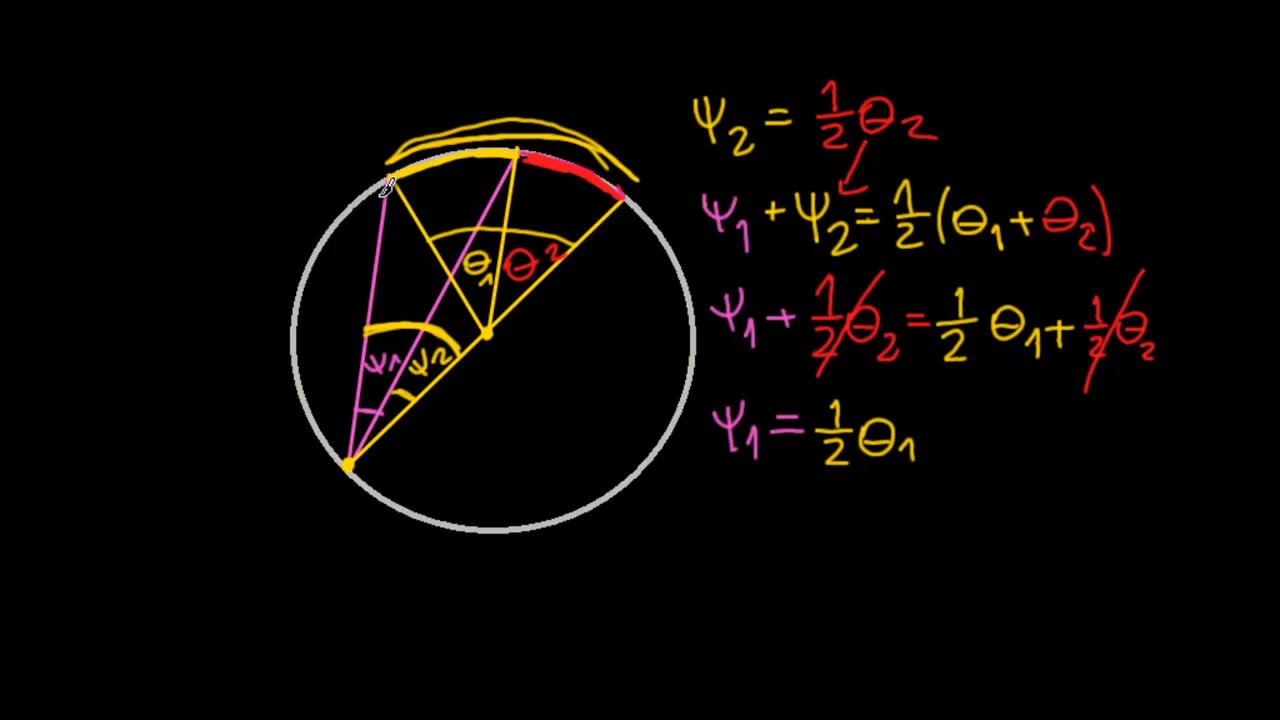 ψ₂ = 1/2 θ₂
ψ₁ + ψ₂ = 1/2 (θ₁ + θ₂)
ψ₁ + 1/2 θ₂ = 1/2 θ₁ + 1/2 θ₂
ψ₁ = 1/2 θ₁
θ₁ θ₂
ψ₁ ψ₂